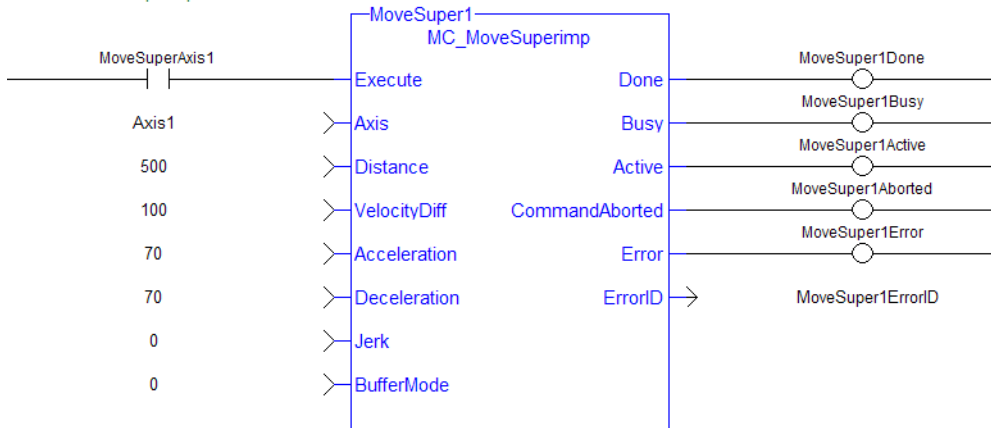 MoveSuper1
MC_MoveSuperimp
MoveSuperAxis1 Execute Done MoveSuper1Done
Axis1 Axis Busy MoveSuper1Busy
500 Distance Active MoveSuper1Active
100 VelocityDiff CommandAborted MoveSuper1Aborted
70 Acceleration Error MoveSuper1Error
70 Deceleration ErrorID MoveSuper1ErrorID
0 Jerk
0 BufferMode